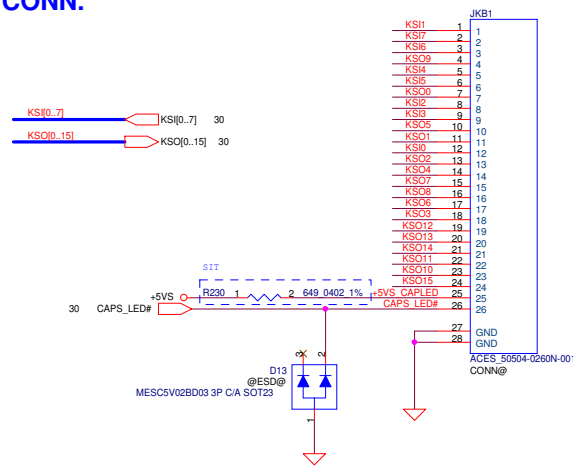 CONN.
JKB1
KSI1 1 1
KSI7 2 2
KSI6 3 3
KSO9 4 4
KSI4 5 5
KSI5 6 6
KSO0 7 7
KSI2 8 8
KSI3 9 9
KSO5 10 10
KSO1 11 11
KSI0 12 12
KSO2 13 13
KSO4 14 14
KSO7 15 15
KSO8 16 16
KSO6 17 17
KSO3 18 18
KSO12 19 19
KSO13 20 20
KSO14 21 21
KSO11 22 22
KSO10 23 23
KSO15 24 24
+5VS_CAPLED 25 25
CAPS_LED# 26 26
27 GND
28 GND
ACES_50504-0260N-001
CONN@
KSI[0..7] KSI[0..7] 30
KSO[0..15] KSO[0..15] 30
SIT
+5VS R230 1 2 649_0402_1%
30 CAPS_LED#
3 2
D13
@ESD@
MESC5V02BD03 3P C/A SOT23
1